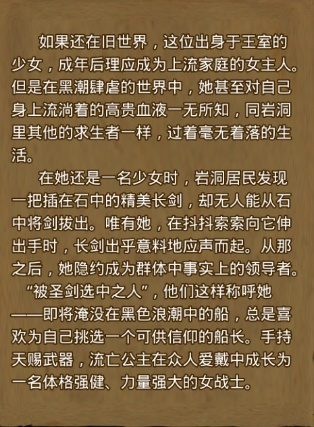 如果还在旧世界，这位出身于王室的
少女，成年后理应成为上流家庭的女主人。
但是在黑潮肆虐的世界中，她甚至对自己
身上流淌着的高贵血液一无所知，同岩洞
里其他的求生者一样，过着毫无着落的生
活。
在她还是一名少女时，岩洞居民发现
一把插在石中的精美长剑，却无人能从石
中将剑拔出。唯有她，在抖抖索索向它伸
出手时，长剑出乎意料地应声而起。从那
之后，她隐约成为群体中事实上的领导者。
“被圣剑选中之人”，他们这样称呼她
——即将淹没在黑色浪潮中的船，总是喜
欢为自己挑选一个可供信仰的船长。手持
天赐武器，流亡公主在众人爱戴中成长为
一名体格强健、力量强大的女战士。